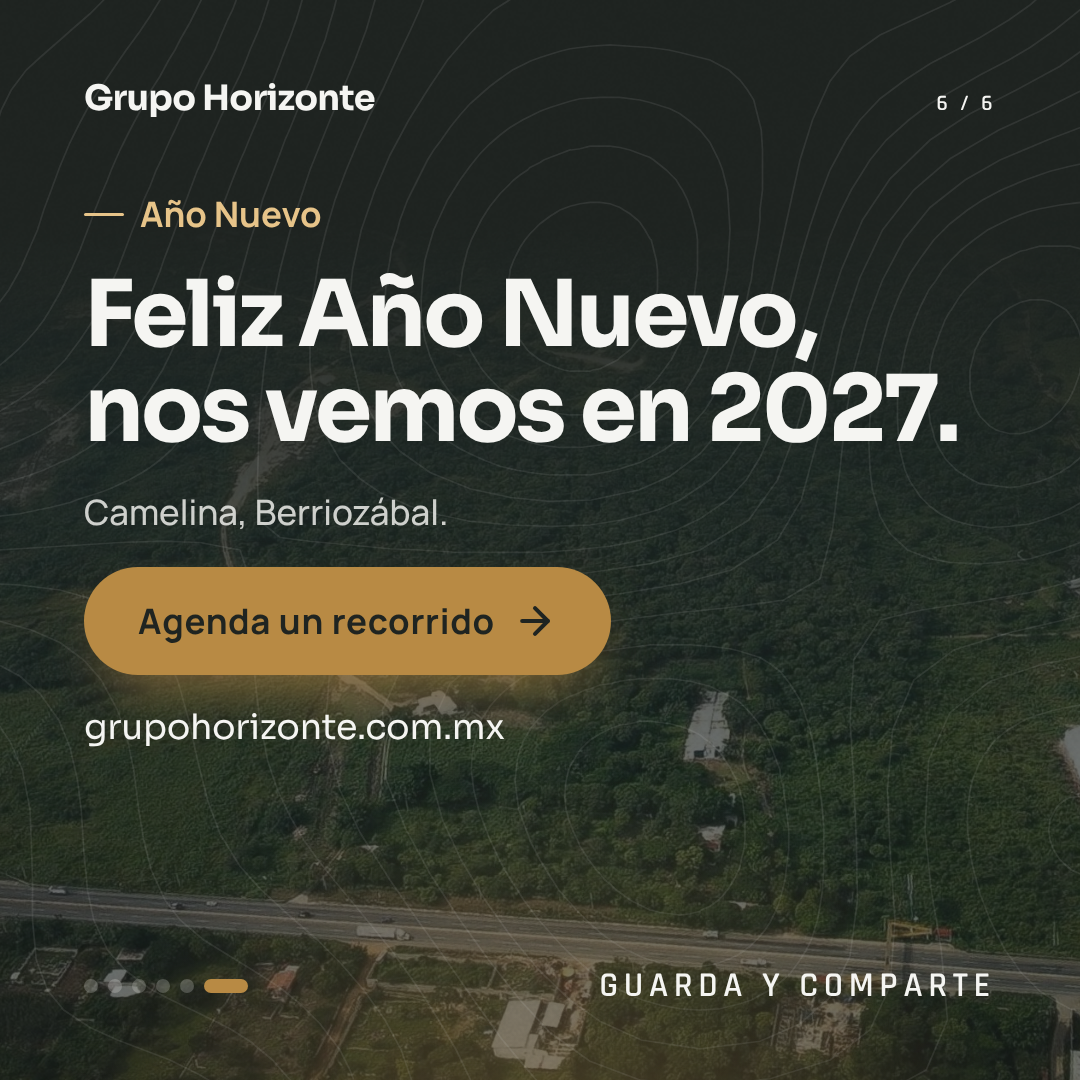 Grupo Horizonte
6 / 6
Año Nuevo
Feliz Año Nuevo,
nos vemos en 2027.
Camelina, Berriozábal.
Agenda un recorrido →
grupohorizonte.com.mx
GUARDA Y COMPARTE